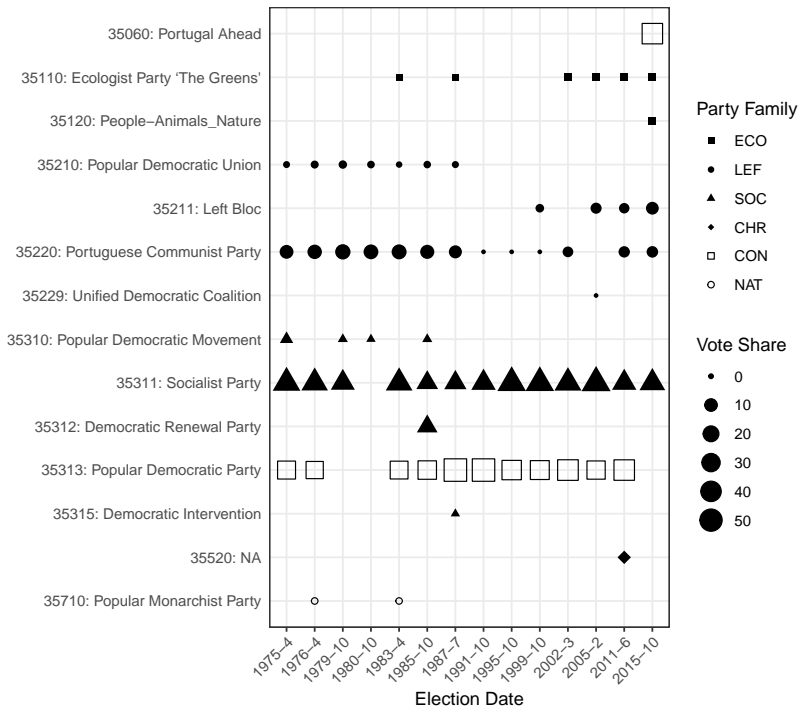 35060: Portugal Ahead
35110: Ecologist Party ‘The Greens’
35120: People−Animals_Nature
35210: Popular Democratic Union
35211: Left Bloc
35220: Portuguese Communist Party
35229: Unified Democratic Coalition
35310: Popular Democratic Movement
35311: Socialist Party
35312: Democratic Renewal Party
35313: Popular Democratic Party
35315: Democratic Intervention
35520: NA
35710: Popular Monarchist Party
1975−4
1976−4
1979−10
1980−10
1983−4
1985−10
1987−7
1991−10
1995−10
1999−10
2002−3
2005−2
2011−6
2015−10
Election Date
Party Family
ECO
LEF
SOC
CHR
CON
NAT
Vote Share
0
10
20
30
40
50